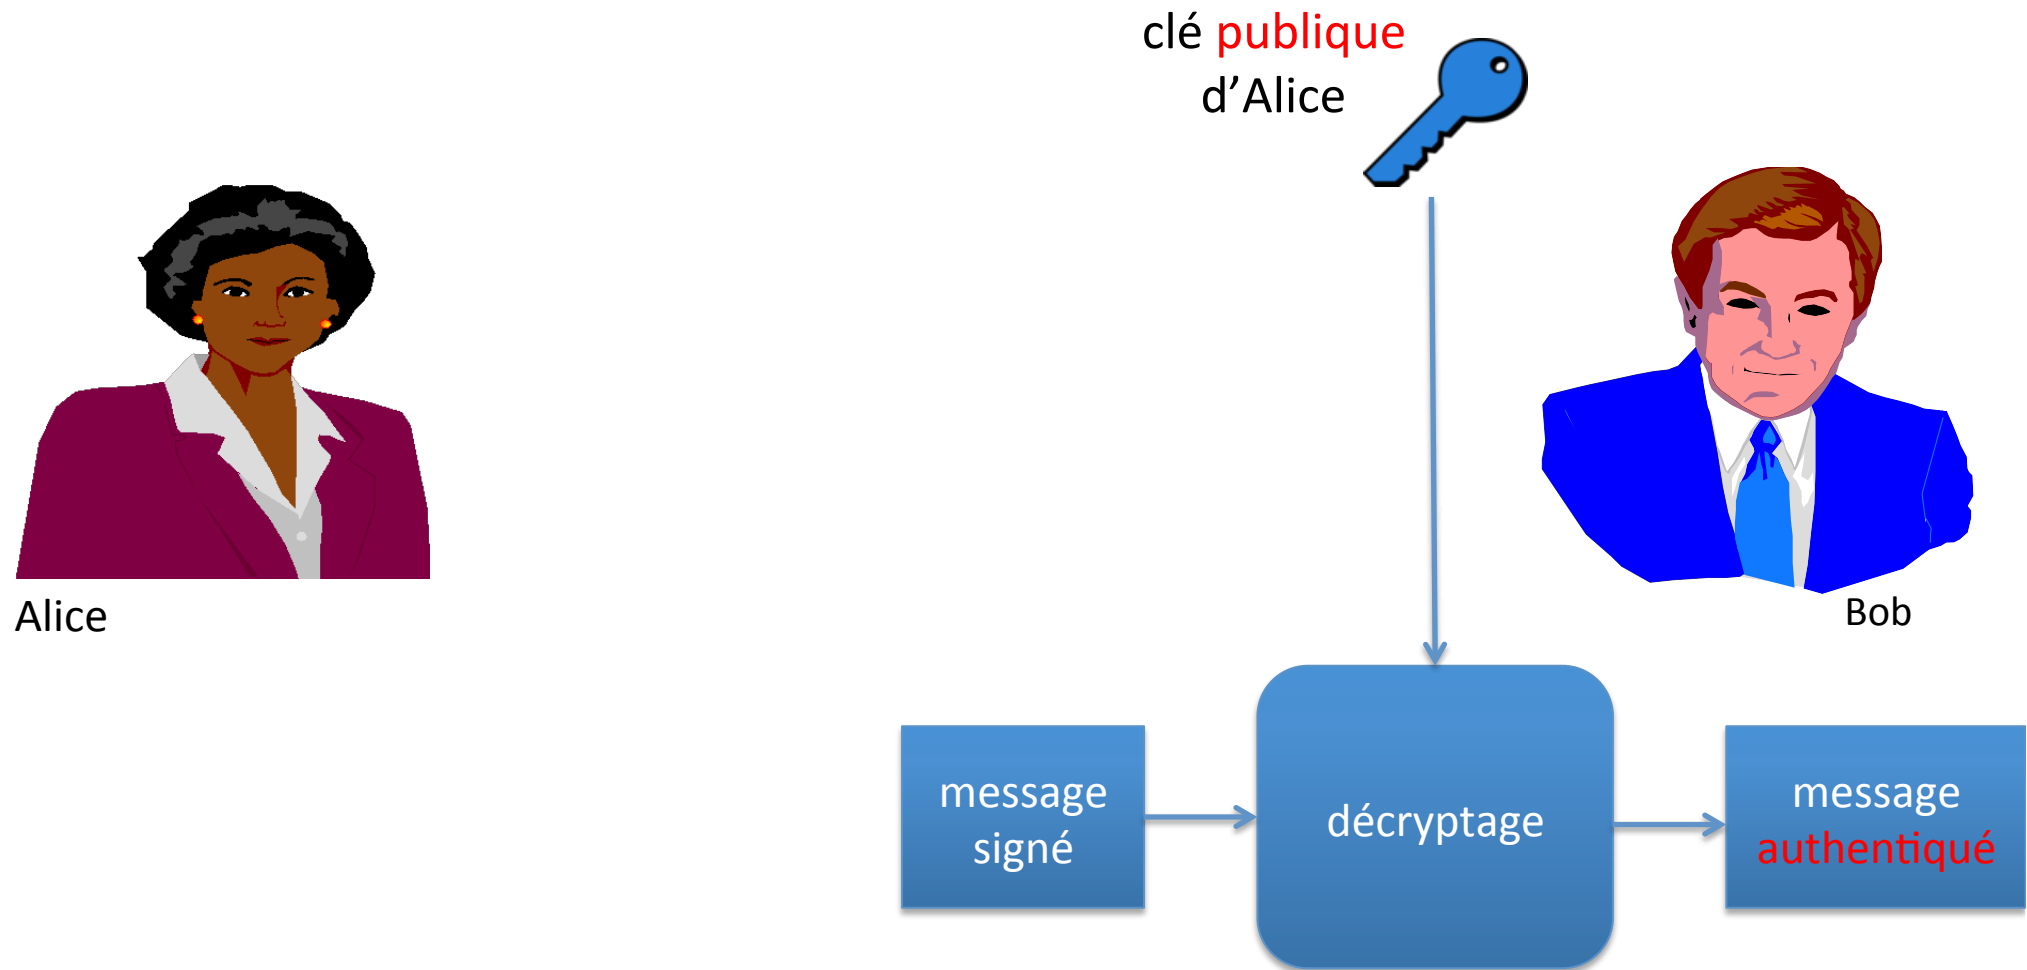 clé publique
d’Alice
Alice
Bob
message
signé
décryptage
message
authentiqué